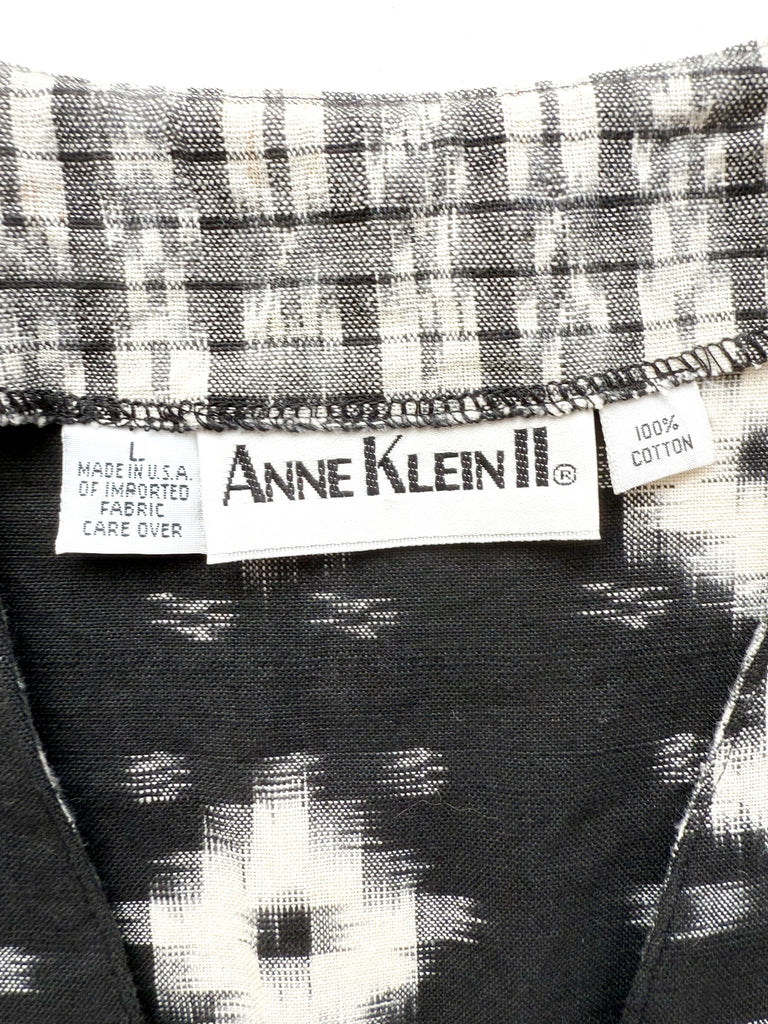 L
MADE IN U.S.A.
OF IMPORTED
FABRIC
CARE OVER
ANNE KLEIN II®
100%
COTTON